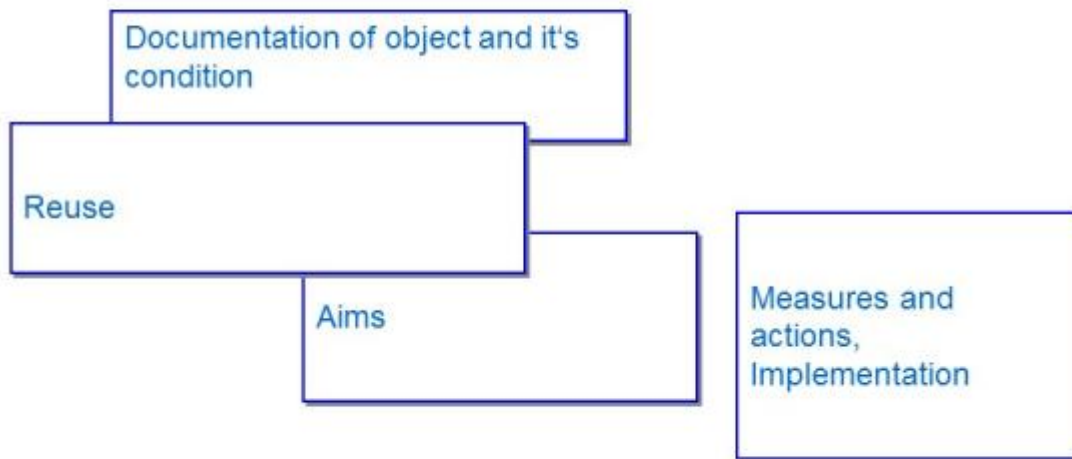 Documentation of object and it‘s
condition
Reuse
Aims
Measures and
actions,
Implementation